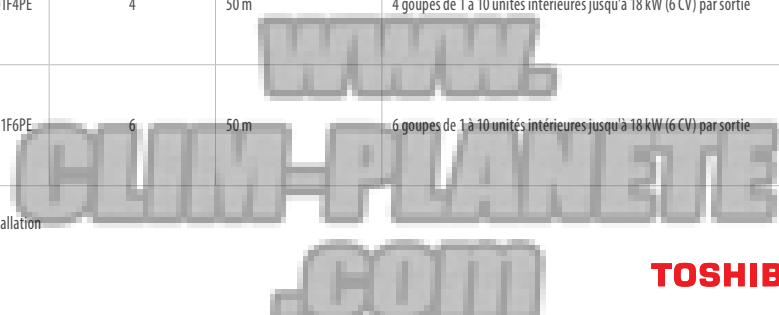 1F4PE 4 50 m 4 goupes de 1 à 10 unités intérieures jusqu'à 18 kW (6 CV) par sortie
www.
1F6PE 6 50 m 6 goupes de 1 à 10 unités intérieures jusqu'à 18 kW (6 CV) par sortie
CLIM-PLANETE
allation
.com
TOSHIB